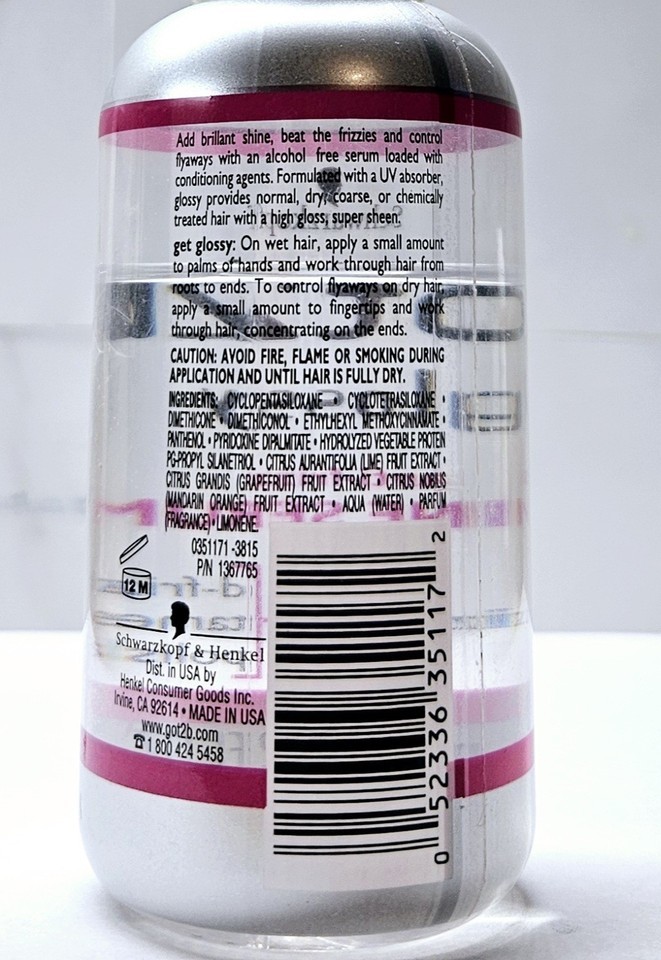 Add brillant shine, beat the frizzies and control
flyaways with an alcohol free serum loaded with
conditioning agents. Formulated with a UV absorber,
glossy provides normal, dry, coarse, or chemically
treated hair with a high gloss, super sheen.
get glossy: On wet hair, apply a small amount
to palms of hands and work through hair from
roots to ends. To control flyaways on dry hair,
apply a small amount to fingertips and work
through hair, concentrating on the ends.
CAUTION: AVOID FIRE, FLAME OR SMOKING DURING
APPLICATION AND UNTIL HAIR IS FULLY DRY.
INGREDIENTS: CYCLOPENTASILOXANE • CYCLOTETRASILOXANE •
DIMETHICONE • DIMETHICONOL • ETHYLHEXYL METHOXYCINNAMATE •
PANTHENOL • PYRIDOXINE DIPALMITATE • HYDROLYZED VEGETABLE PROTEIN
PG-PROPYL SILANETRIOL • CITRUS AURANTIFOLIA (LIME) FRUIT EXTRACT •
CITRUS GRANDIS (GRAPEFRUIT) FRUIT EXTRACT • CITRUS NOBILIS
(MANDARIN ORANGE) FRUIT EXTRACT • AQUA (WATER) • PARFUM
(FRAGRANCE) • LIMONENE
0351171 -3815
P/N 1367765
12 M
Schwarzkopf & Henkel
Dist. in USA by
Henkel Consumer Goods Inc.
Irvine, CA 92614 • MADE IN USA
www.got2b.com
☎ 1 800 424 5458
0 52336 35117 2